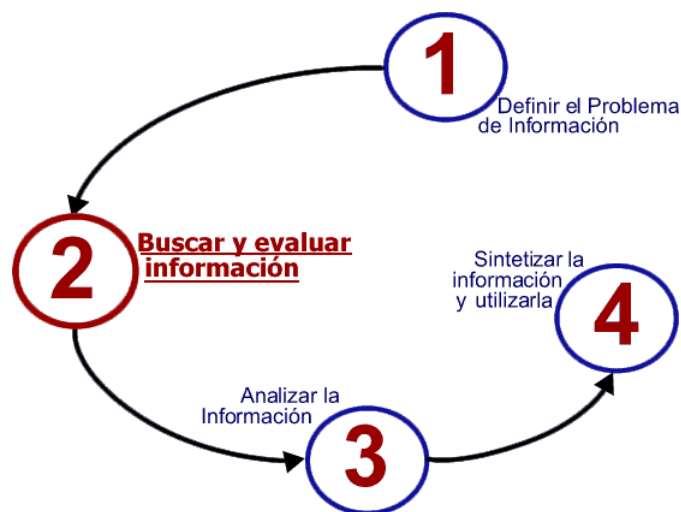 1
Definir el Problema
de Información
2
Buscar y evaluar
información
Analizar la
Información
3
Sintetizar la
información
y utilizarla
4